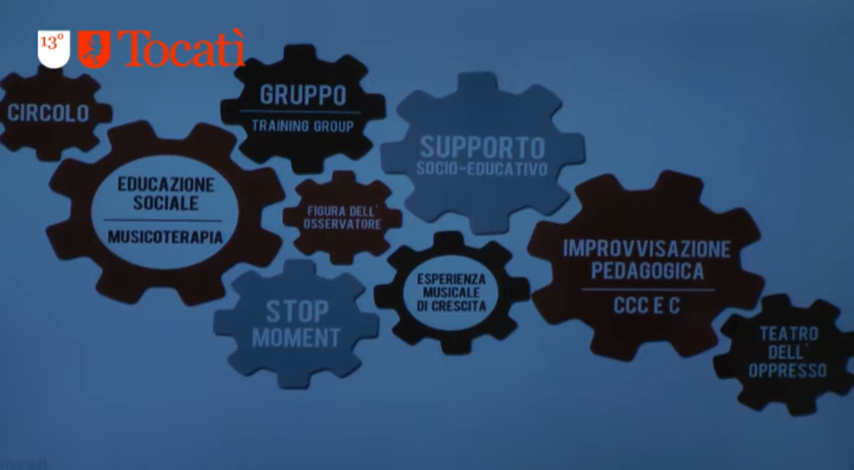 13° Tocatì
CIRCOLO
GRUPPO
TRAINING GROUP
SUPPORTO
SOCIO-EDUCATIVO
EDUCAZIONE
SOCIALE
MUSICOTERAPIA
FIGURA DELL'
OSSERVATORE
IMPROVVISAZIONE
PEDAGOGICA
CCC E C
ESPERIENZA
MUSICALE
DI CRESCITA
STOP
MOMENT
TEATRO
DELL'
OPPRESSO